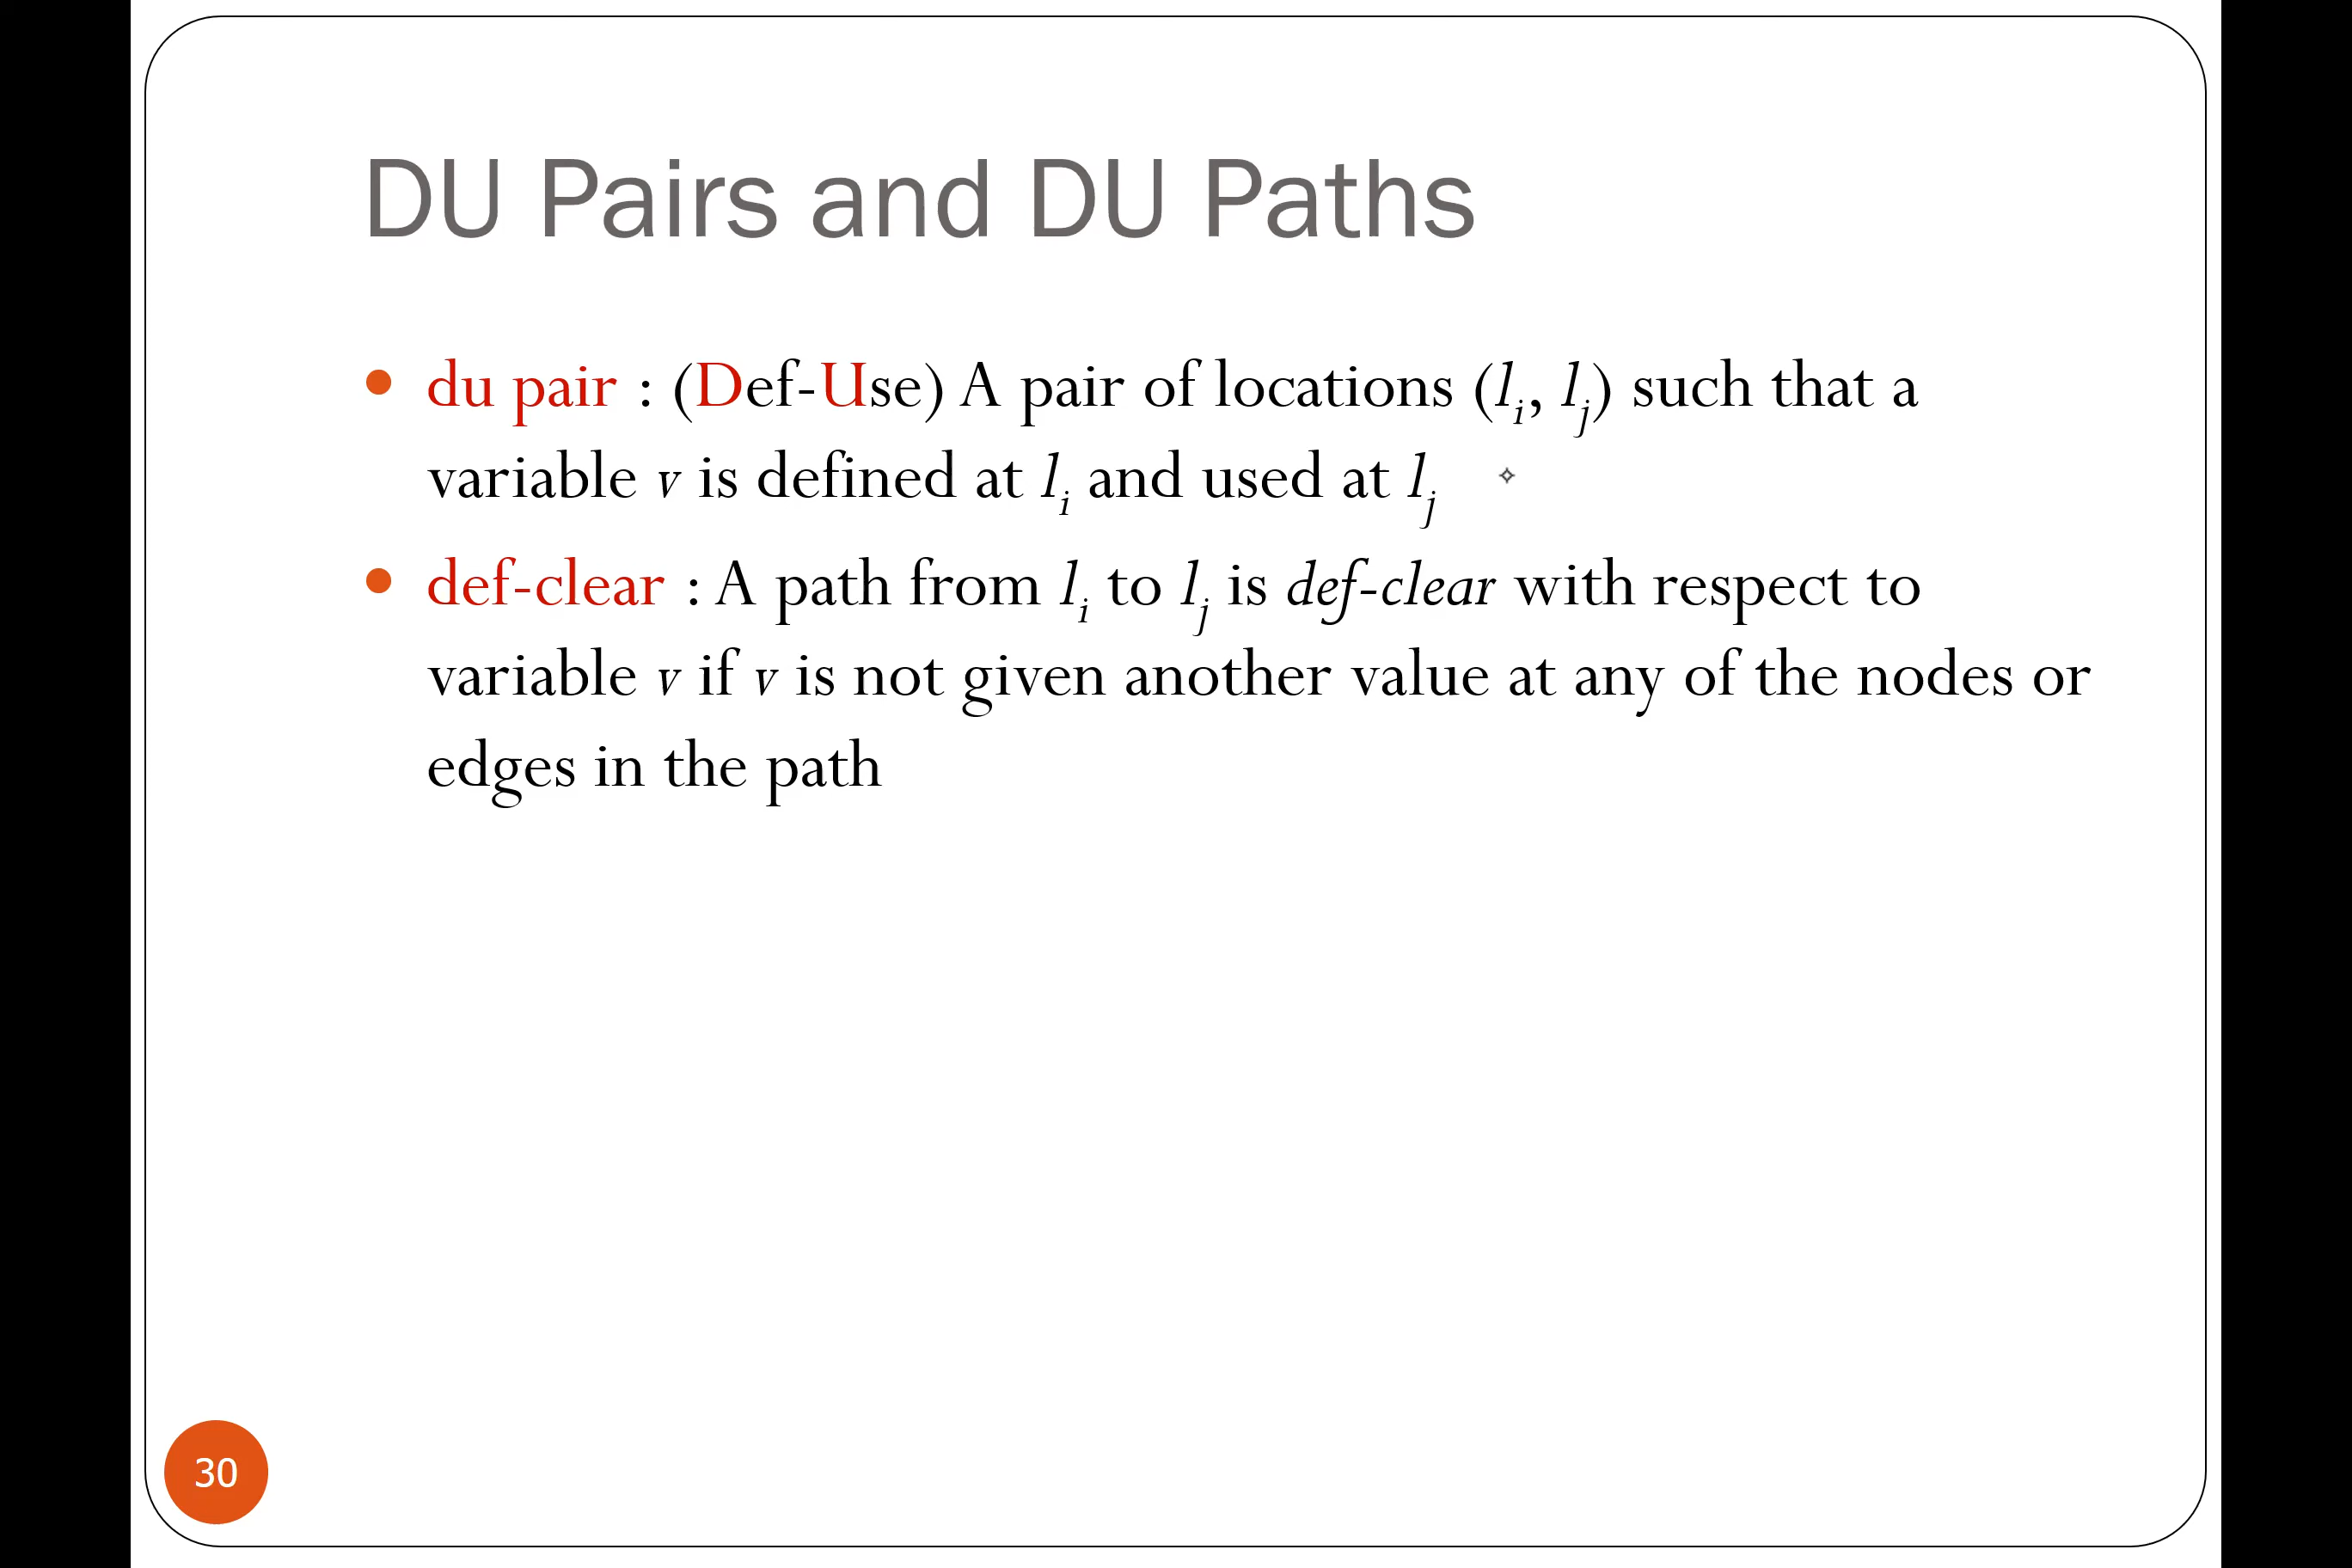 DU Pairs and DU Paths
• du pair : (Def-Use) A pair of locations (lᵢ, lⱼ) such that a
variable v is defined at lᵢ and used at lⱼ
• def-clear : A path from lᵢ to lⱼ is def-clear with respect to
variable v if v is not given another value at any of the nodes or
edges in the path
30